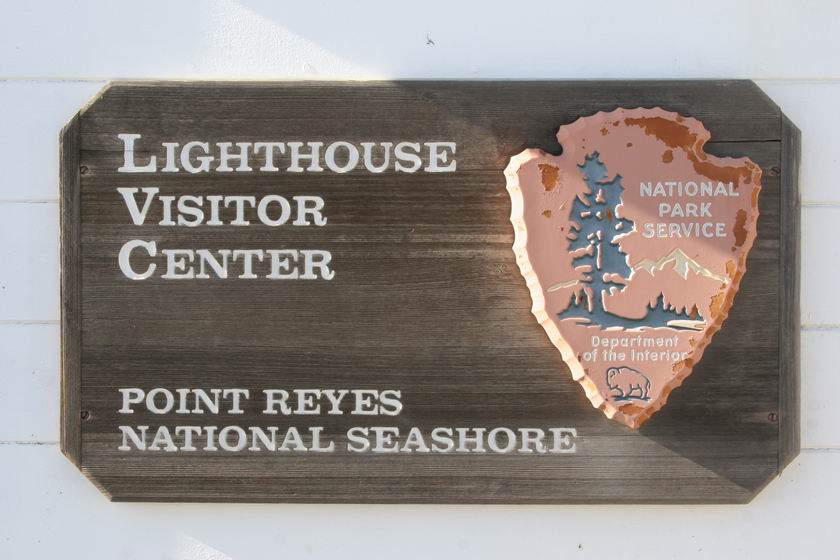 LIGHTHOUSE
VISITOR
CENTER
POINT REYES
NATIONAL SEASHORE
NATIONAL
PARK
SERVICE
Department
of the Interior